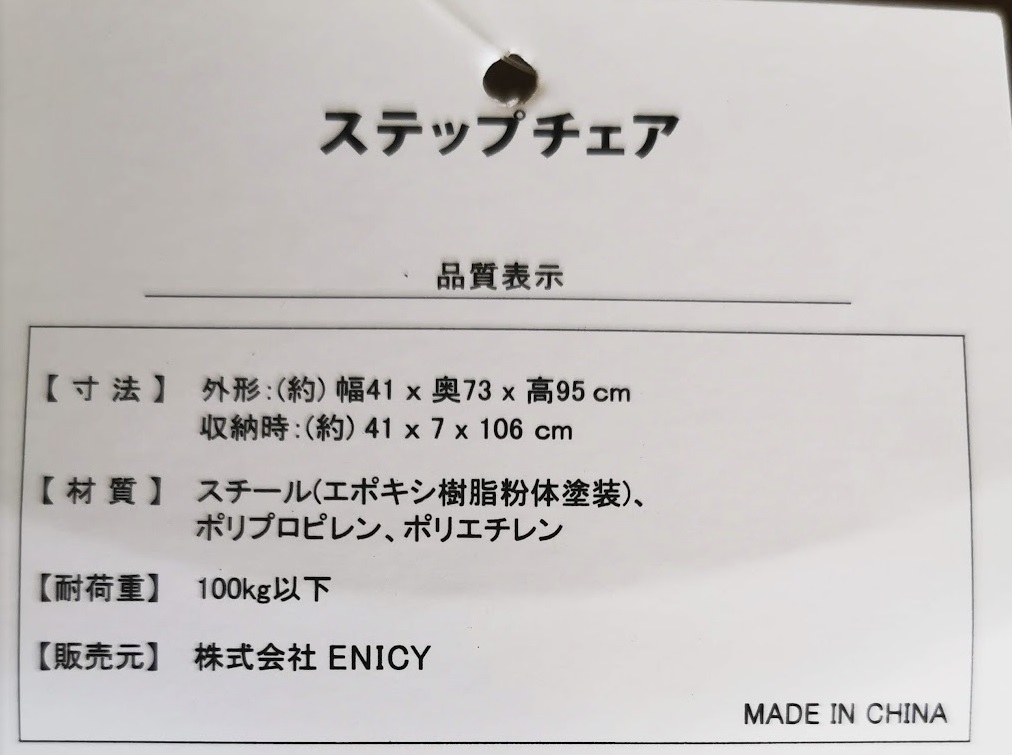 ステップチェア
品質表示
【 寸 法 】 外形:(約) 幅41 x 奥73 x 高95 cm
収納時:(約) 41 x 7 x 106 cm
【 材 質 】 スチール(エポキシ樹脂粉体塗装)、
ポリプロピレン、ポリエチレン
【耐荷重】 100kg以下
【販売元】 株式会社 ENICY
MADE IN CHINA